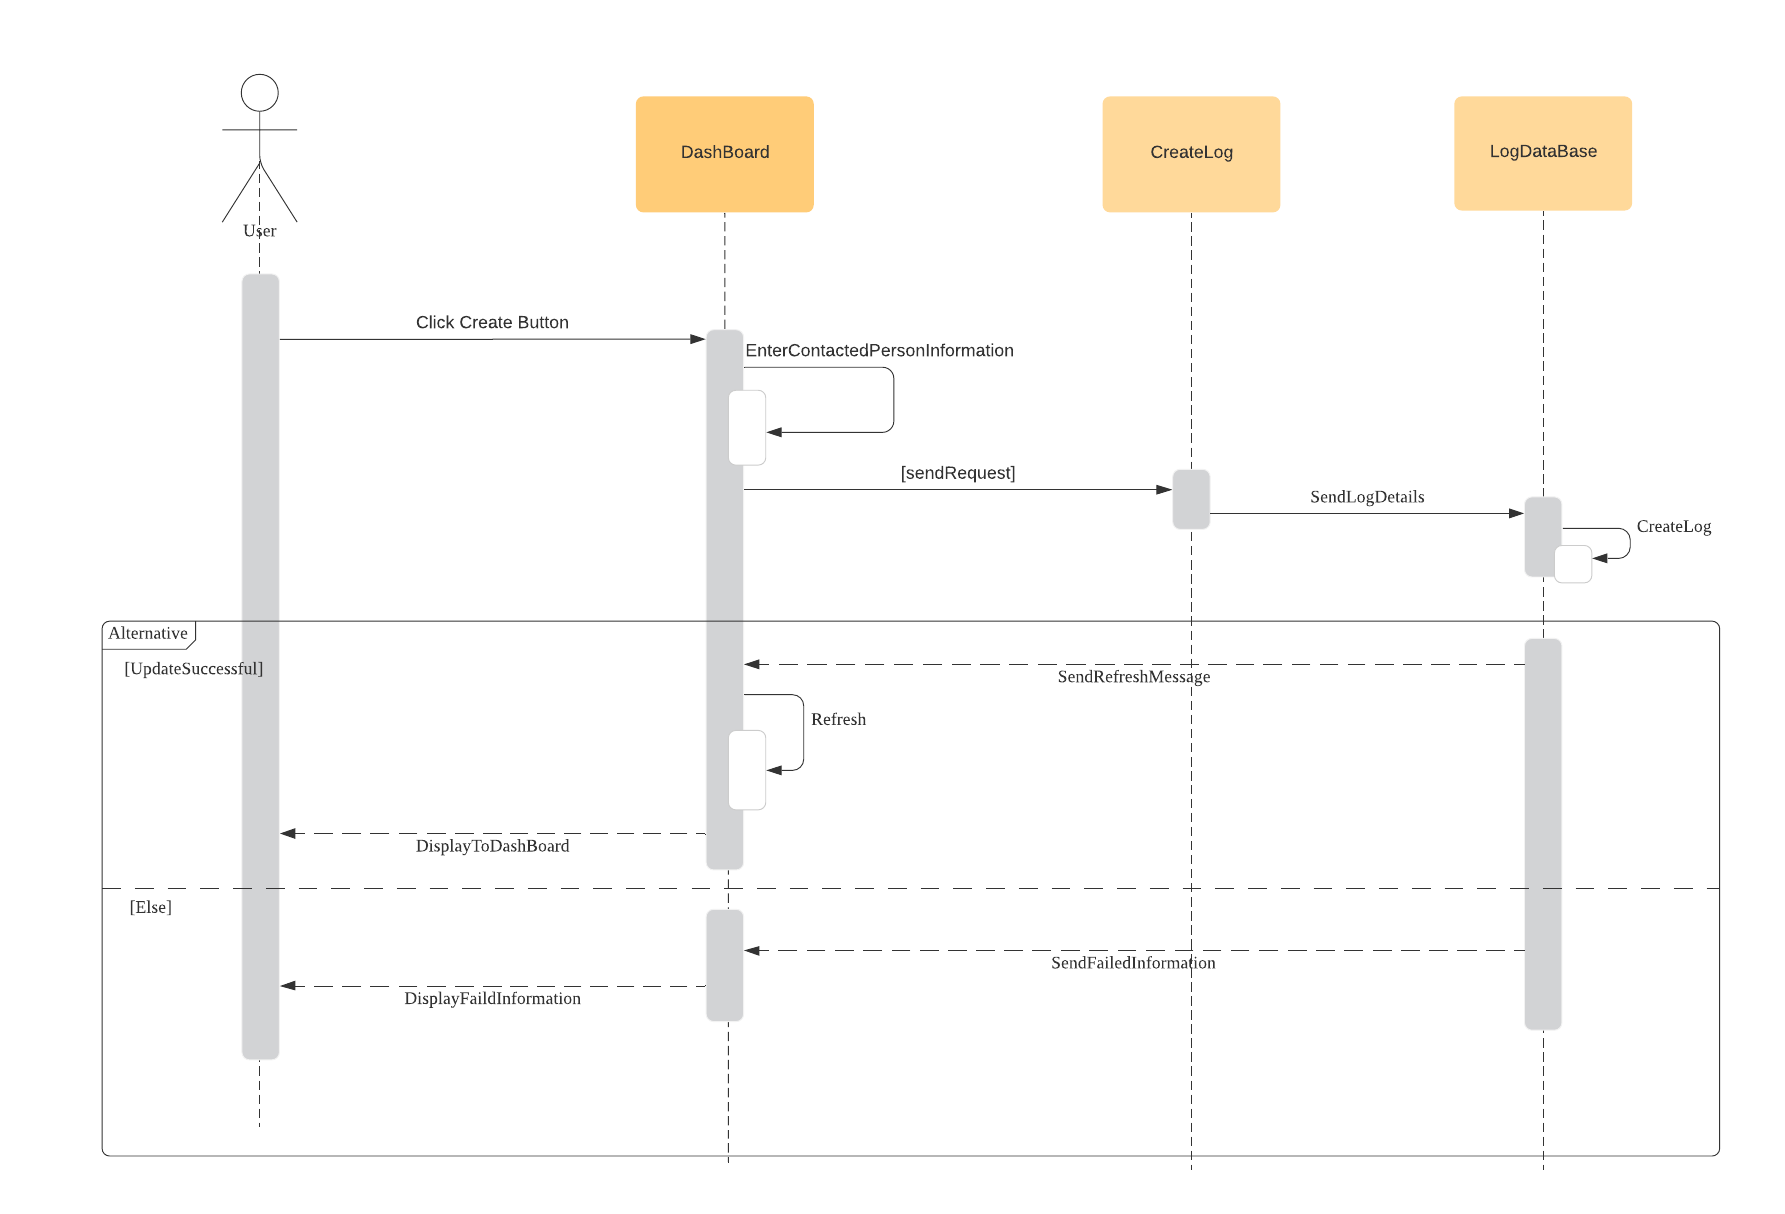 User
DashBoard
CreateLog
LogDataBase
Click Create Button
EnterContactedPersonInformation
[sendRequest]
SendLogDetails
CreateLog
Alternative
[UpdateSuccessful]
SendRefreshMessage
Refresh
DisplayToDashBoard
[Else]
SendFailedInformation
DisplayFaildInformation